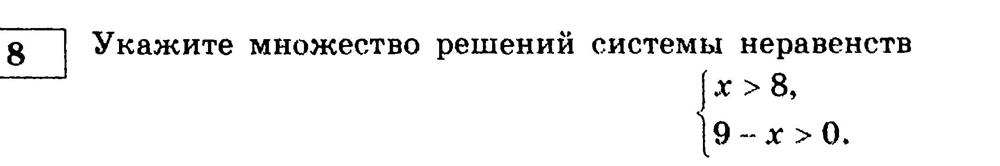 8 Укажите множество решений системы неравенств
x > 8,
9 – x > 0.